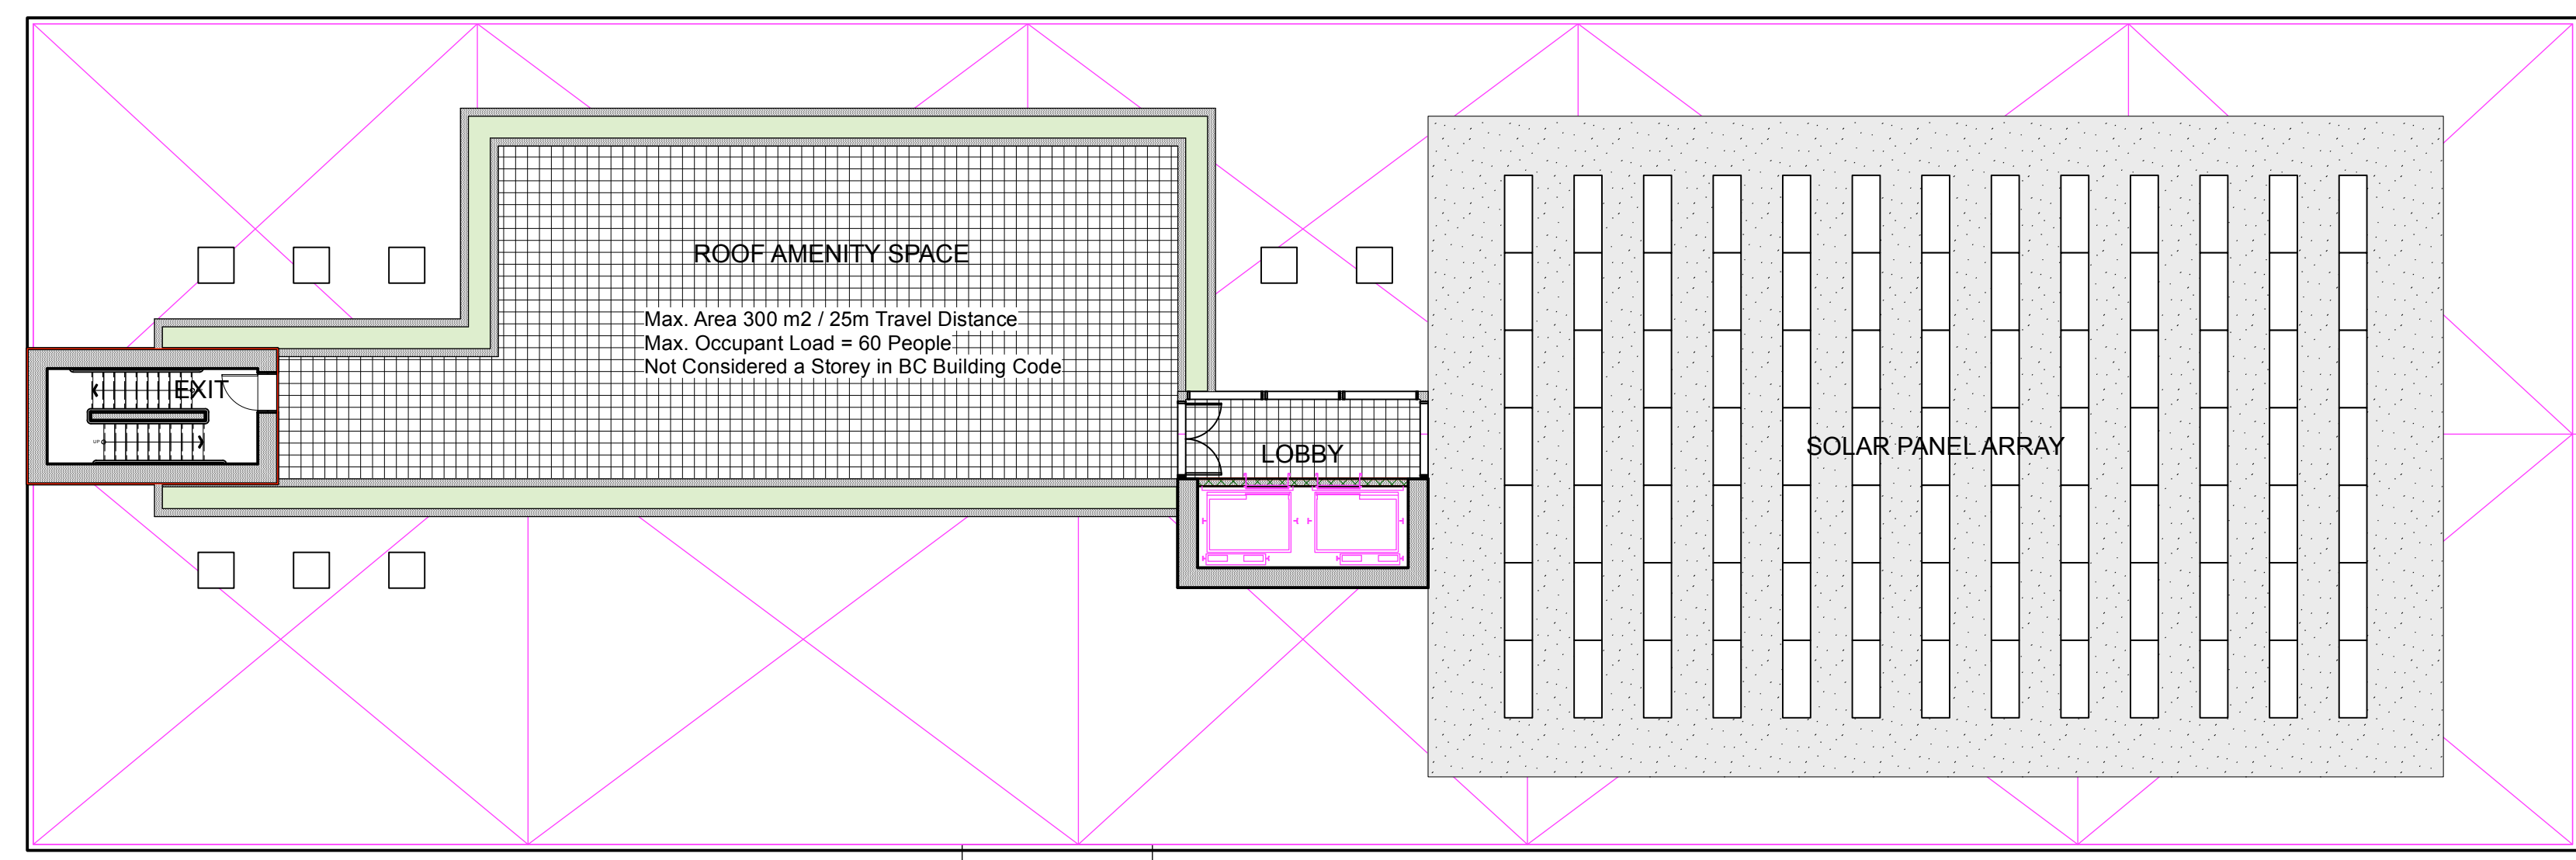 ROOF AMENITY SPACE
Max. Area 300 m2 / 25m Travel Distance
Max. Occupant Load = 60 People
Not Considered a Storey in BC Building Code
EXIT
UP
LOBBY
SOLAR PANEL ARRAY